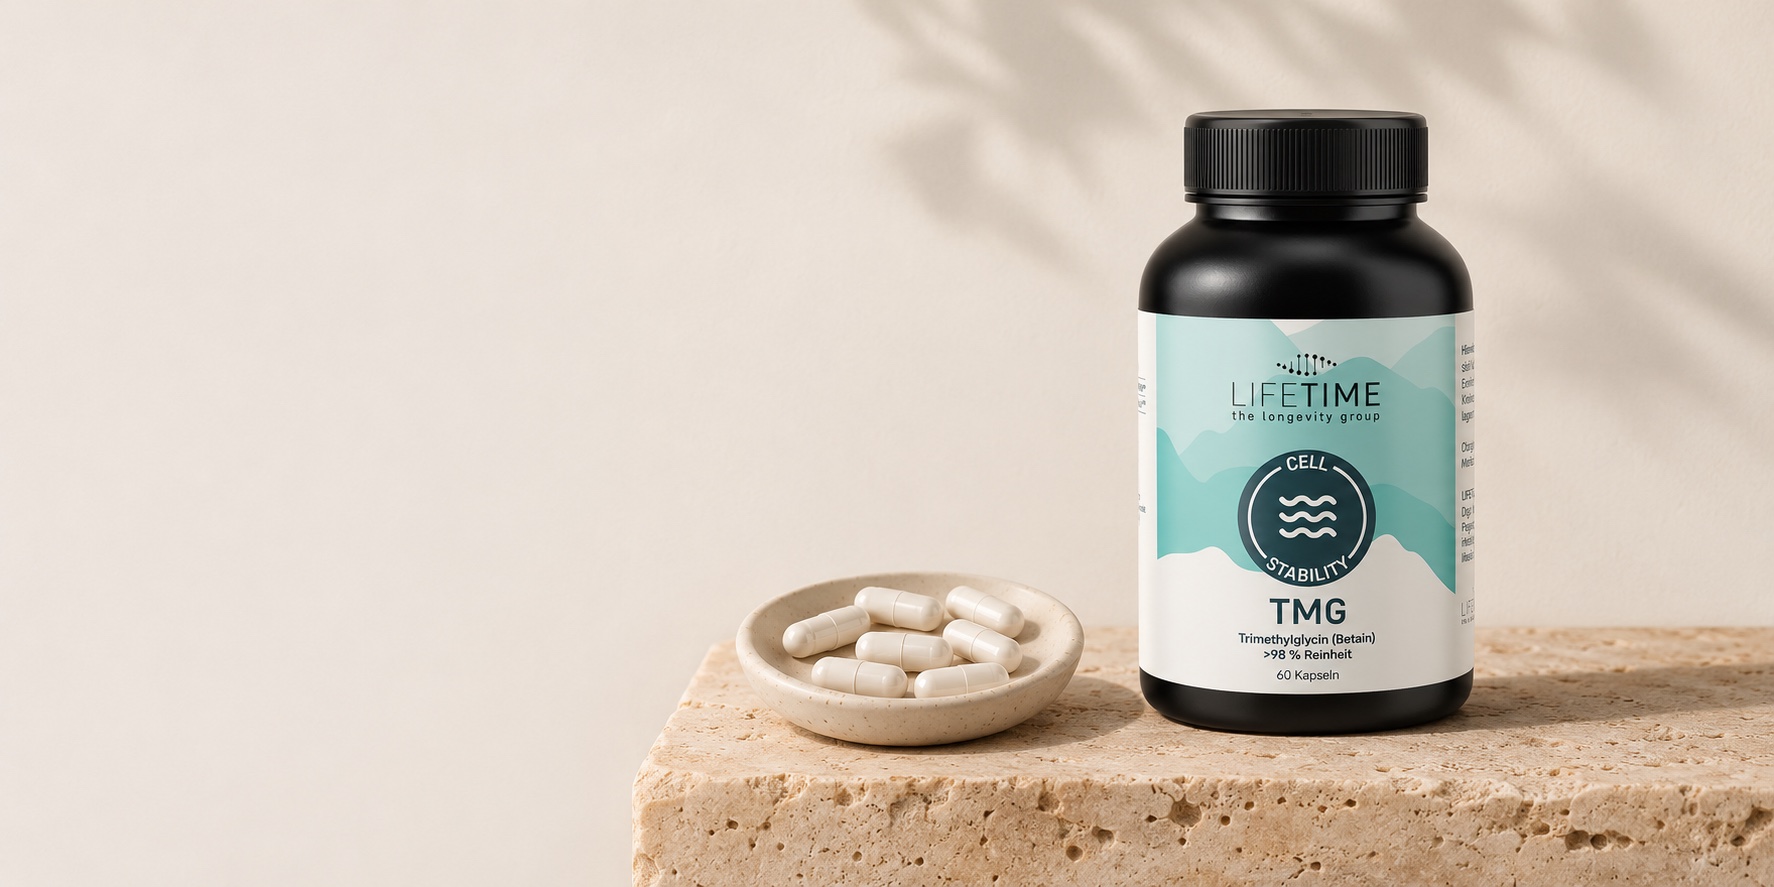 LIFETIME
the longevity group
CELL
STABILITY
TMG
Trimethylglycin (Betain)
>98 % Reinheit
60 Kapseln